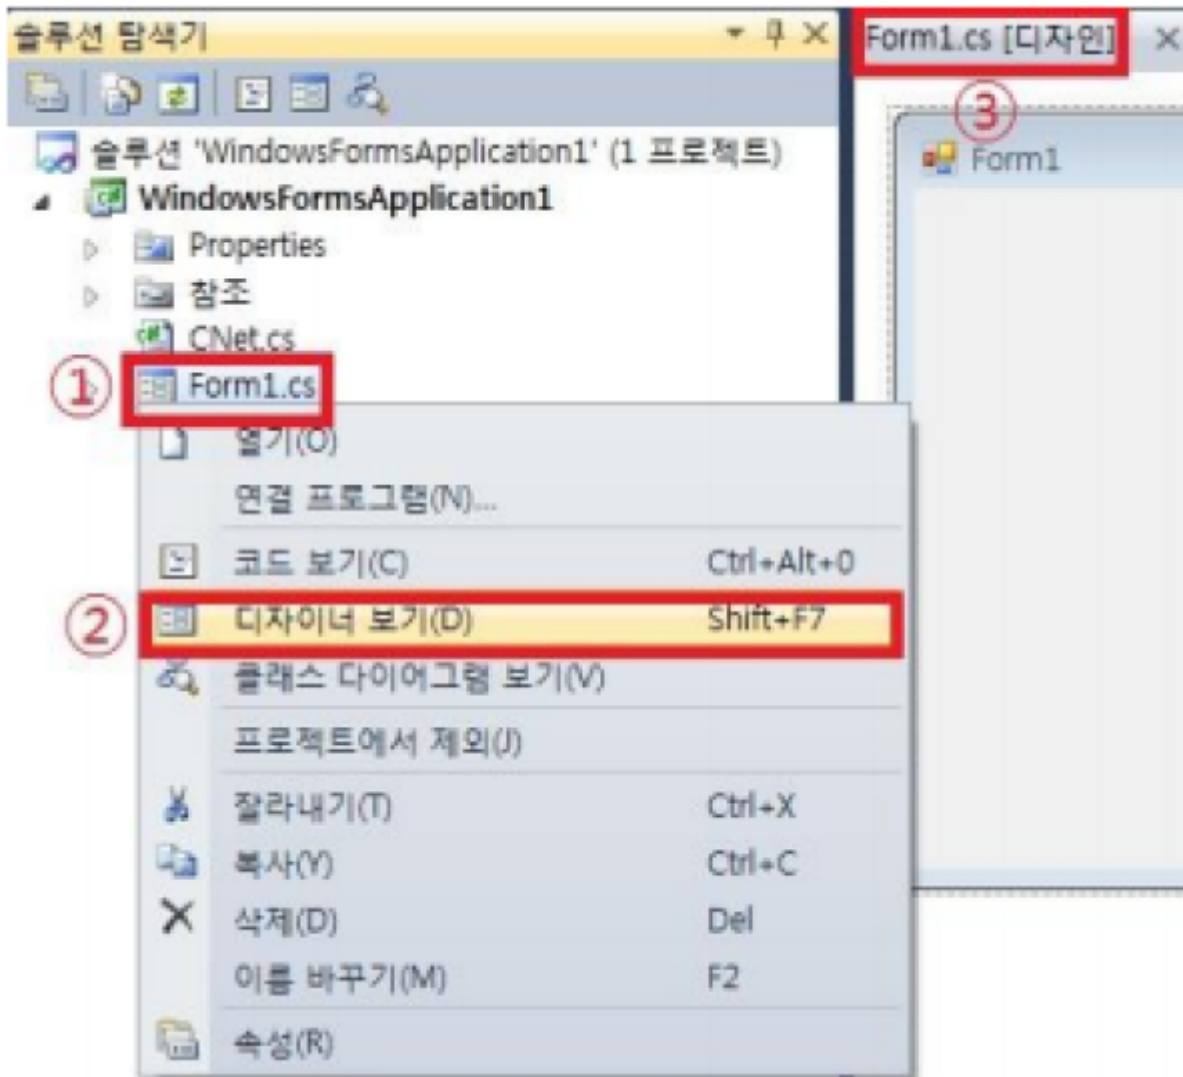 솔루션 탐색기
Form1.cs [디자인]
③
Form1
솔루션 'WindowsFormsApplication1' (1 프로젝트)
WindowsFormsApplication1
Properties
참조
CNet.cs
① Form1.cs
열기(O)
연결 프로그램(N)...
코드 보기(C) Ctrl+Alt+0
② 디자이너 보기(D) Shift+F7
클래스 다이어그램 보기(V)
프로젝트에서 제외(J)
잘라내기(T) Ctrl+X
복사(Y) Ctrl+C
삭제(D) Del
이름 바꾸기(M) F2
속성(R)